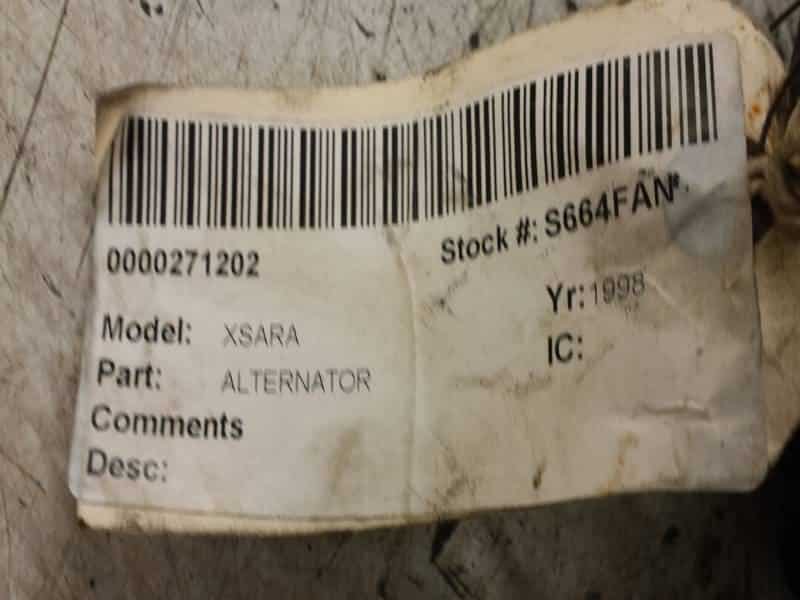 0000271202
Stock #: S664FAN*
Yr: 1998
Model: XSARA
IC:
Part: ALTERNATOR
Comments
Desc: